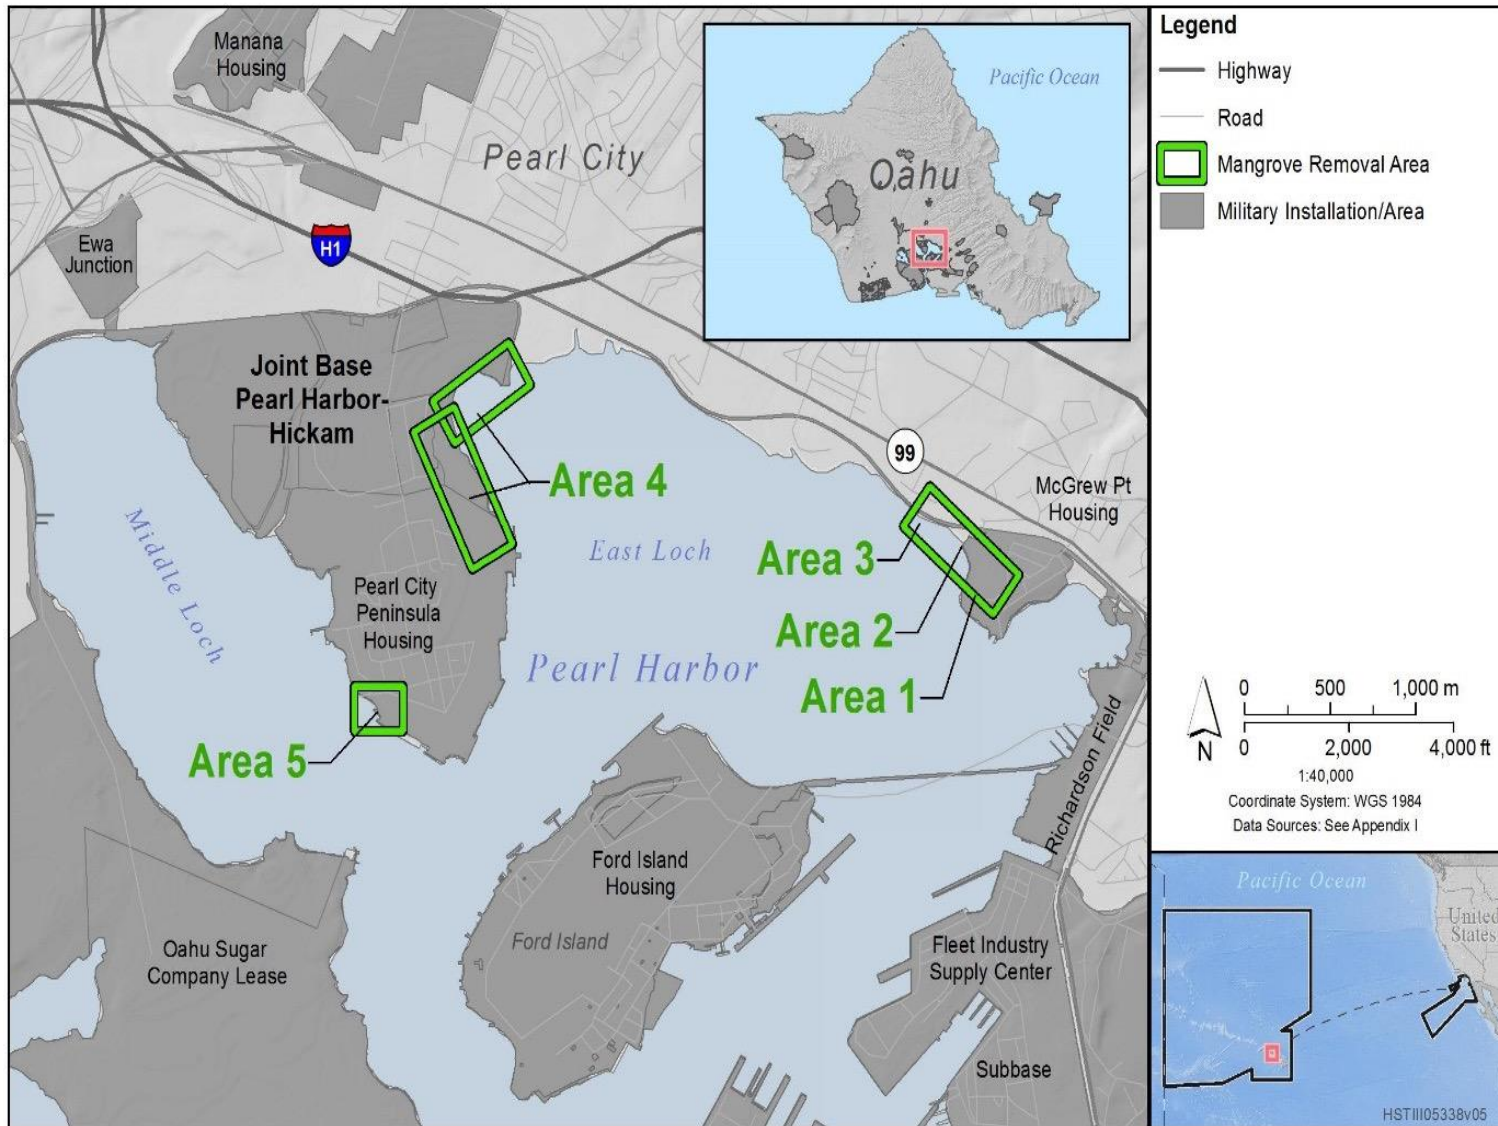 Manana
Housing
Pearl City
H1
Ewa
Junction
Joint Base
Pearl Harbor-
Hickam
Area 4
Middle Loch
East Loch
Pearl City
Peninsula
Housing
Pearl Harbor
Area 5
99
McGrew Pt
Housing
Area 3
Area 2
Area 1
Richardson Field
Ford Island
Housing
Ford Island
Oahu Sugar
Company Lease
Fleet Industry
Supply Center
Subbase
Pacific Ocean
Oahu
Legend
Highway
Road
Mangrove Removal Area
Military Installation/Area
N
0 500 1,000 m
0 2,000 4,000 ft
1:40,000
Coordinate System: WGS 1984
Data Sources: See Appendix I
Pacific Ocean
United
States
HSTIII05338v05